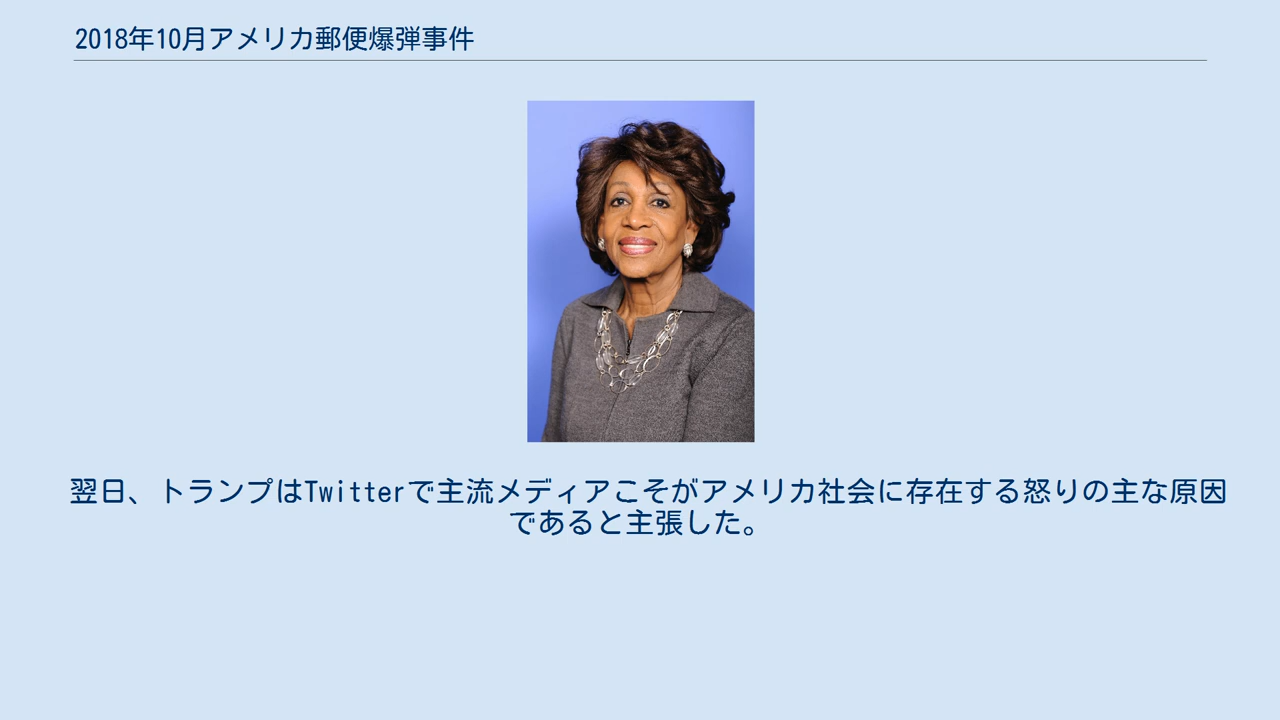 2018年10月アメリカ郵便爆弾事件
翌日、トランプはTwitterで主流メディアこそがアメリカ社会に存在する怒りの主な原因
であると主張した。